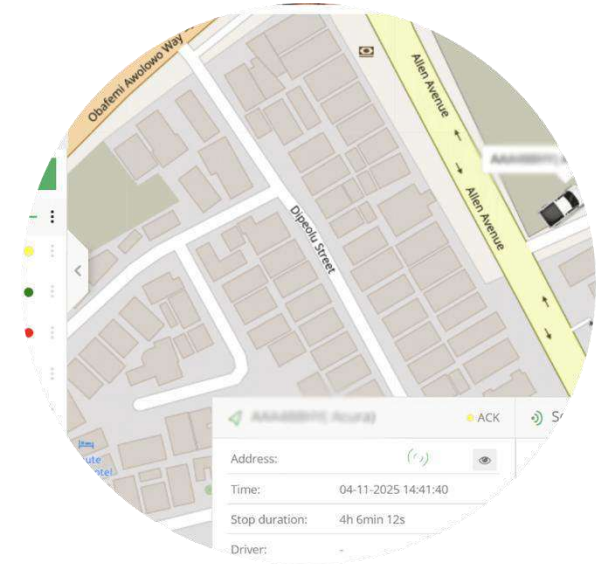 Obafemi Awolowo Way
Allen Avenue
Allen Avenue
Dipeolu Street
ACK
Address:
Time: 04-11-2025 14:41:40
Stop duration: 4h 6min 12s
Driver: -